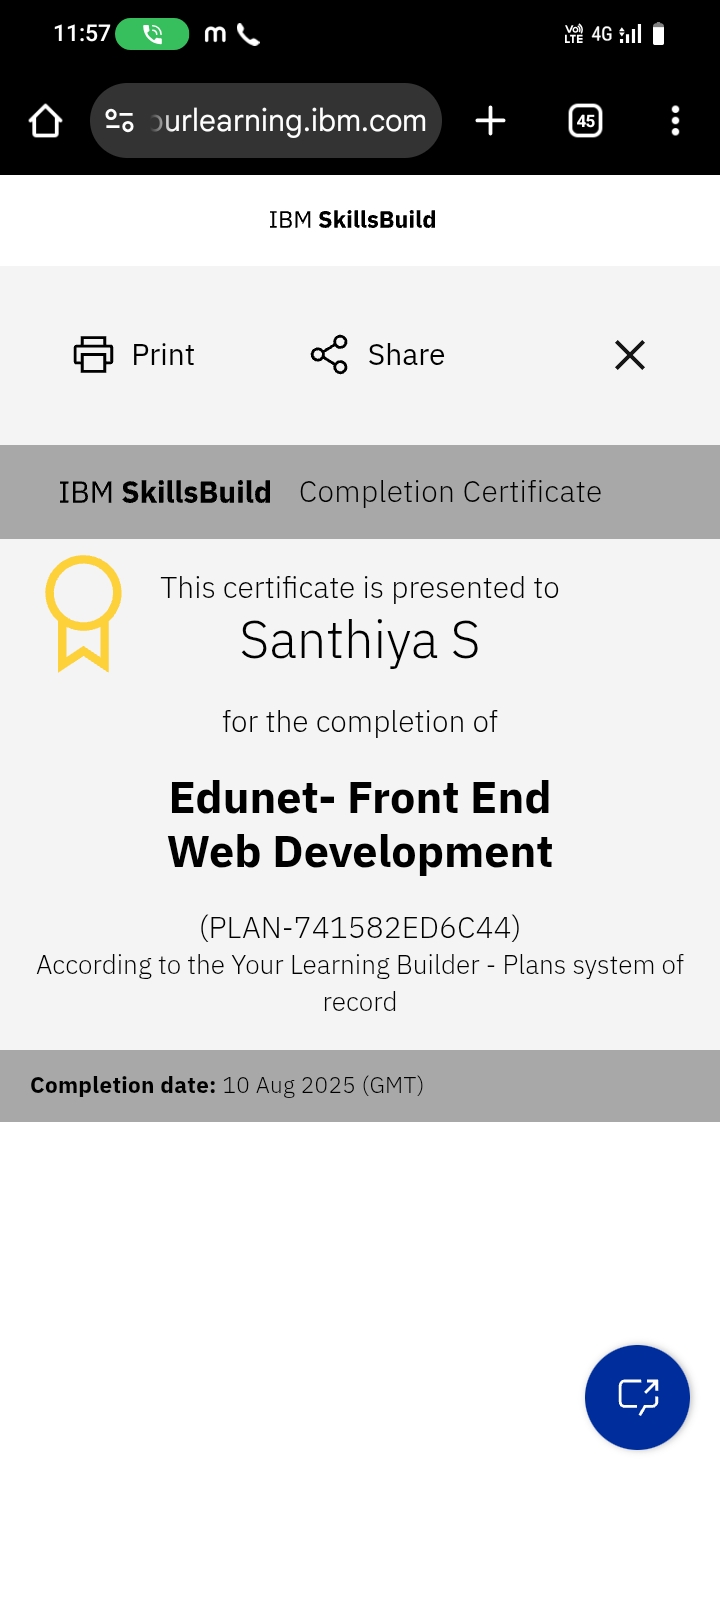 11:57
Vo)
LTE
4G
ourlearning.ibm.com
45
IBM SkillsBuild
Print
Share
IBM SkillsBuild Completion Certificate
This certificate is presented to
Santhiya S
for the completion of
Edunet- Front End
Web Development
(PLAN-741582ED6C44)
According to the Your Learning Builder - Plans system of
record
Completion date: 10 Aug 2025 (GMT)